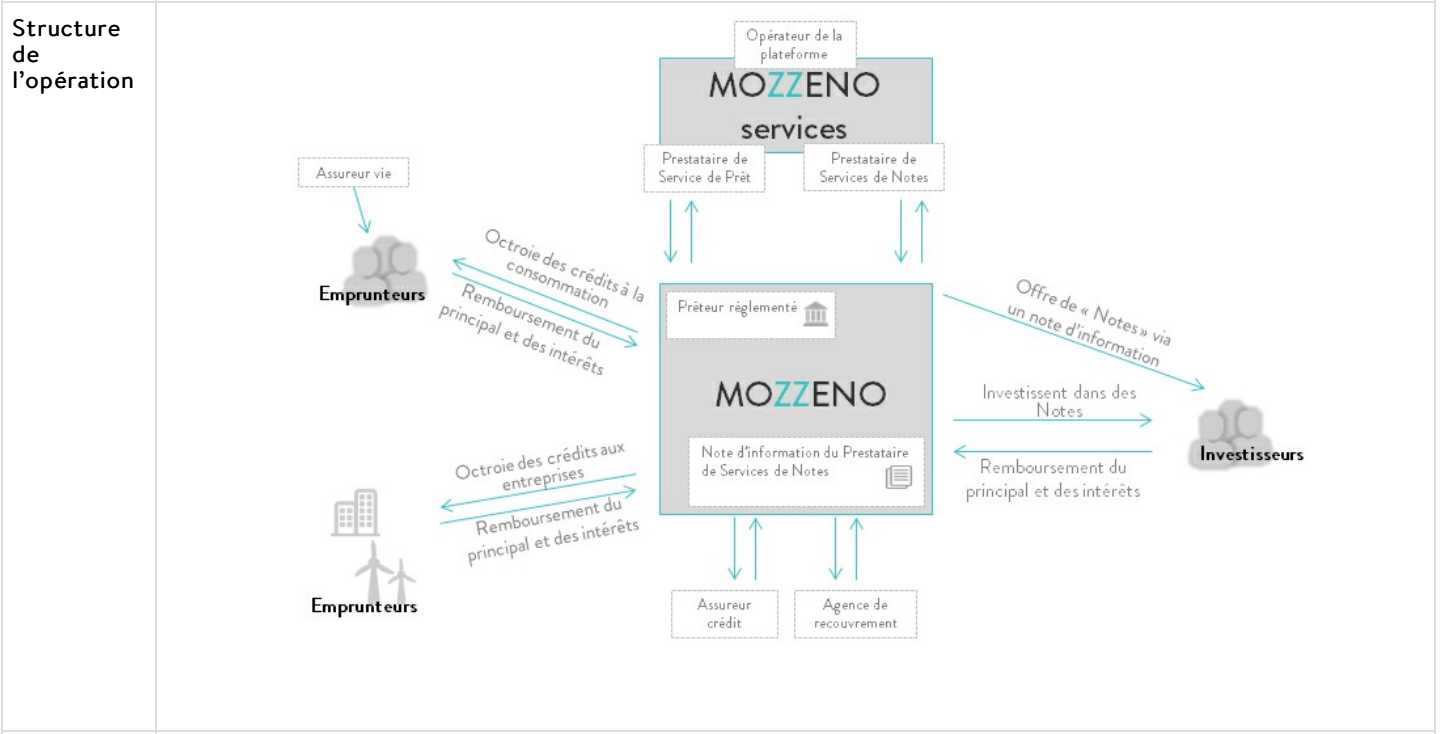 Structure
de
l'opération
Opérateur de la
plateforme
MOZZENO
services
Prestataire de
Service de Prêt
Prestataire de
Services de Notes
Assureur vie
Emprunteurs
Octroie des crédits à la
consommation
Remboursement du
principal et des intérêts
Prêteur réglementé
MOZZENO
Note d'information du Prestataire
de Services de Notes
Offre de « Notes » via
un note d'information
Investissent dans des
Notes
Remboursement du
principal et des intérêts
Investisseurs
Octroie des crédits aux
entreprises
Remboursement du
principal et des intérêts
Emprunteurs
Assureur
crédit
Agence de
recouvrement